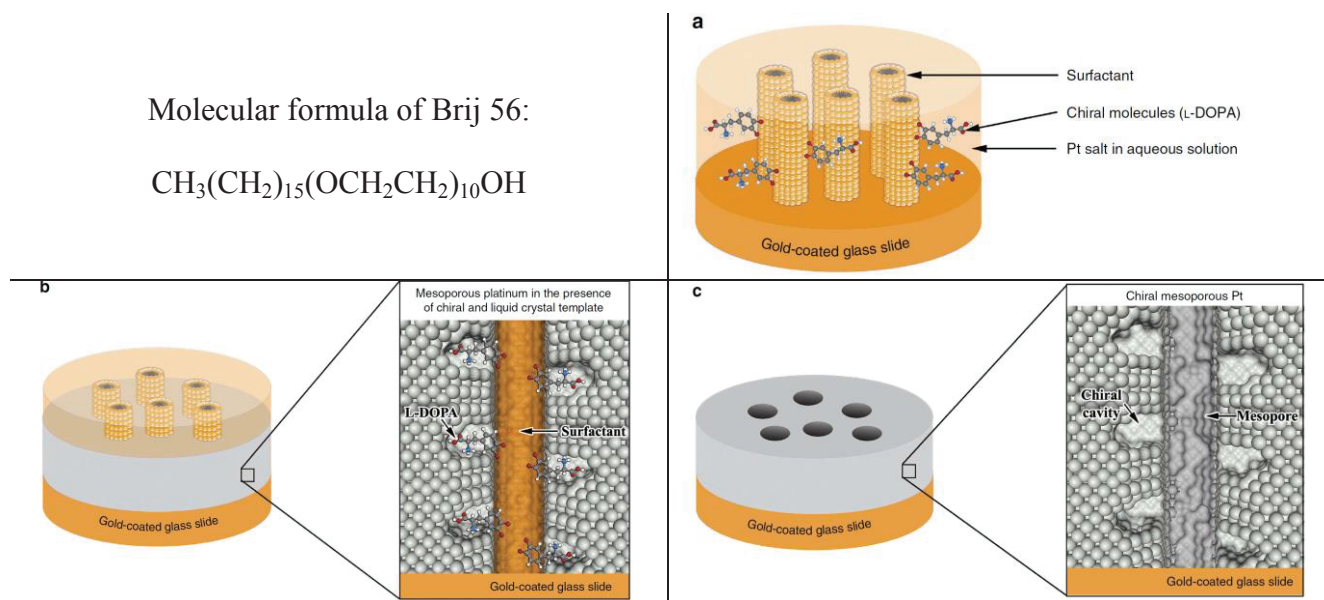 Molecular formula of Brij 56:
CH₃(CH₂)₁₅(OCH₂CH₂)₁₀OH
a
Surfactant
Chiral molecules (L-DOPA)
Pt salt in aqueous solution
Gold-coated glass slide
b
Mesoporous platinum in the presence
of chiral and liquid crystal template
L-DOPA
Surfactant
Gold-coated glass slide
Gold-coated glass slide
c
Chiral mesoporous Pt
Chiral
cavity
Mesopore
Gold-coated glass slide
Gold-coated glass slide